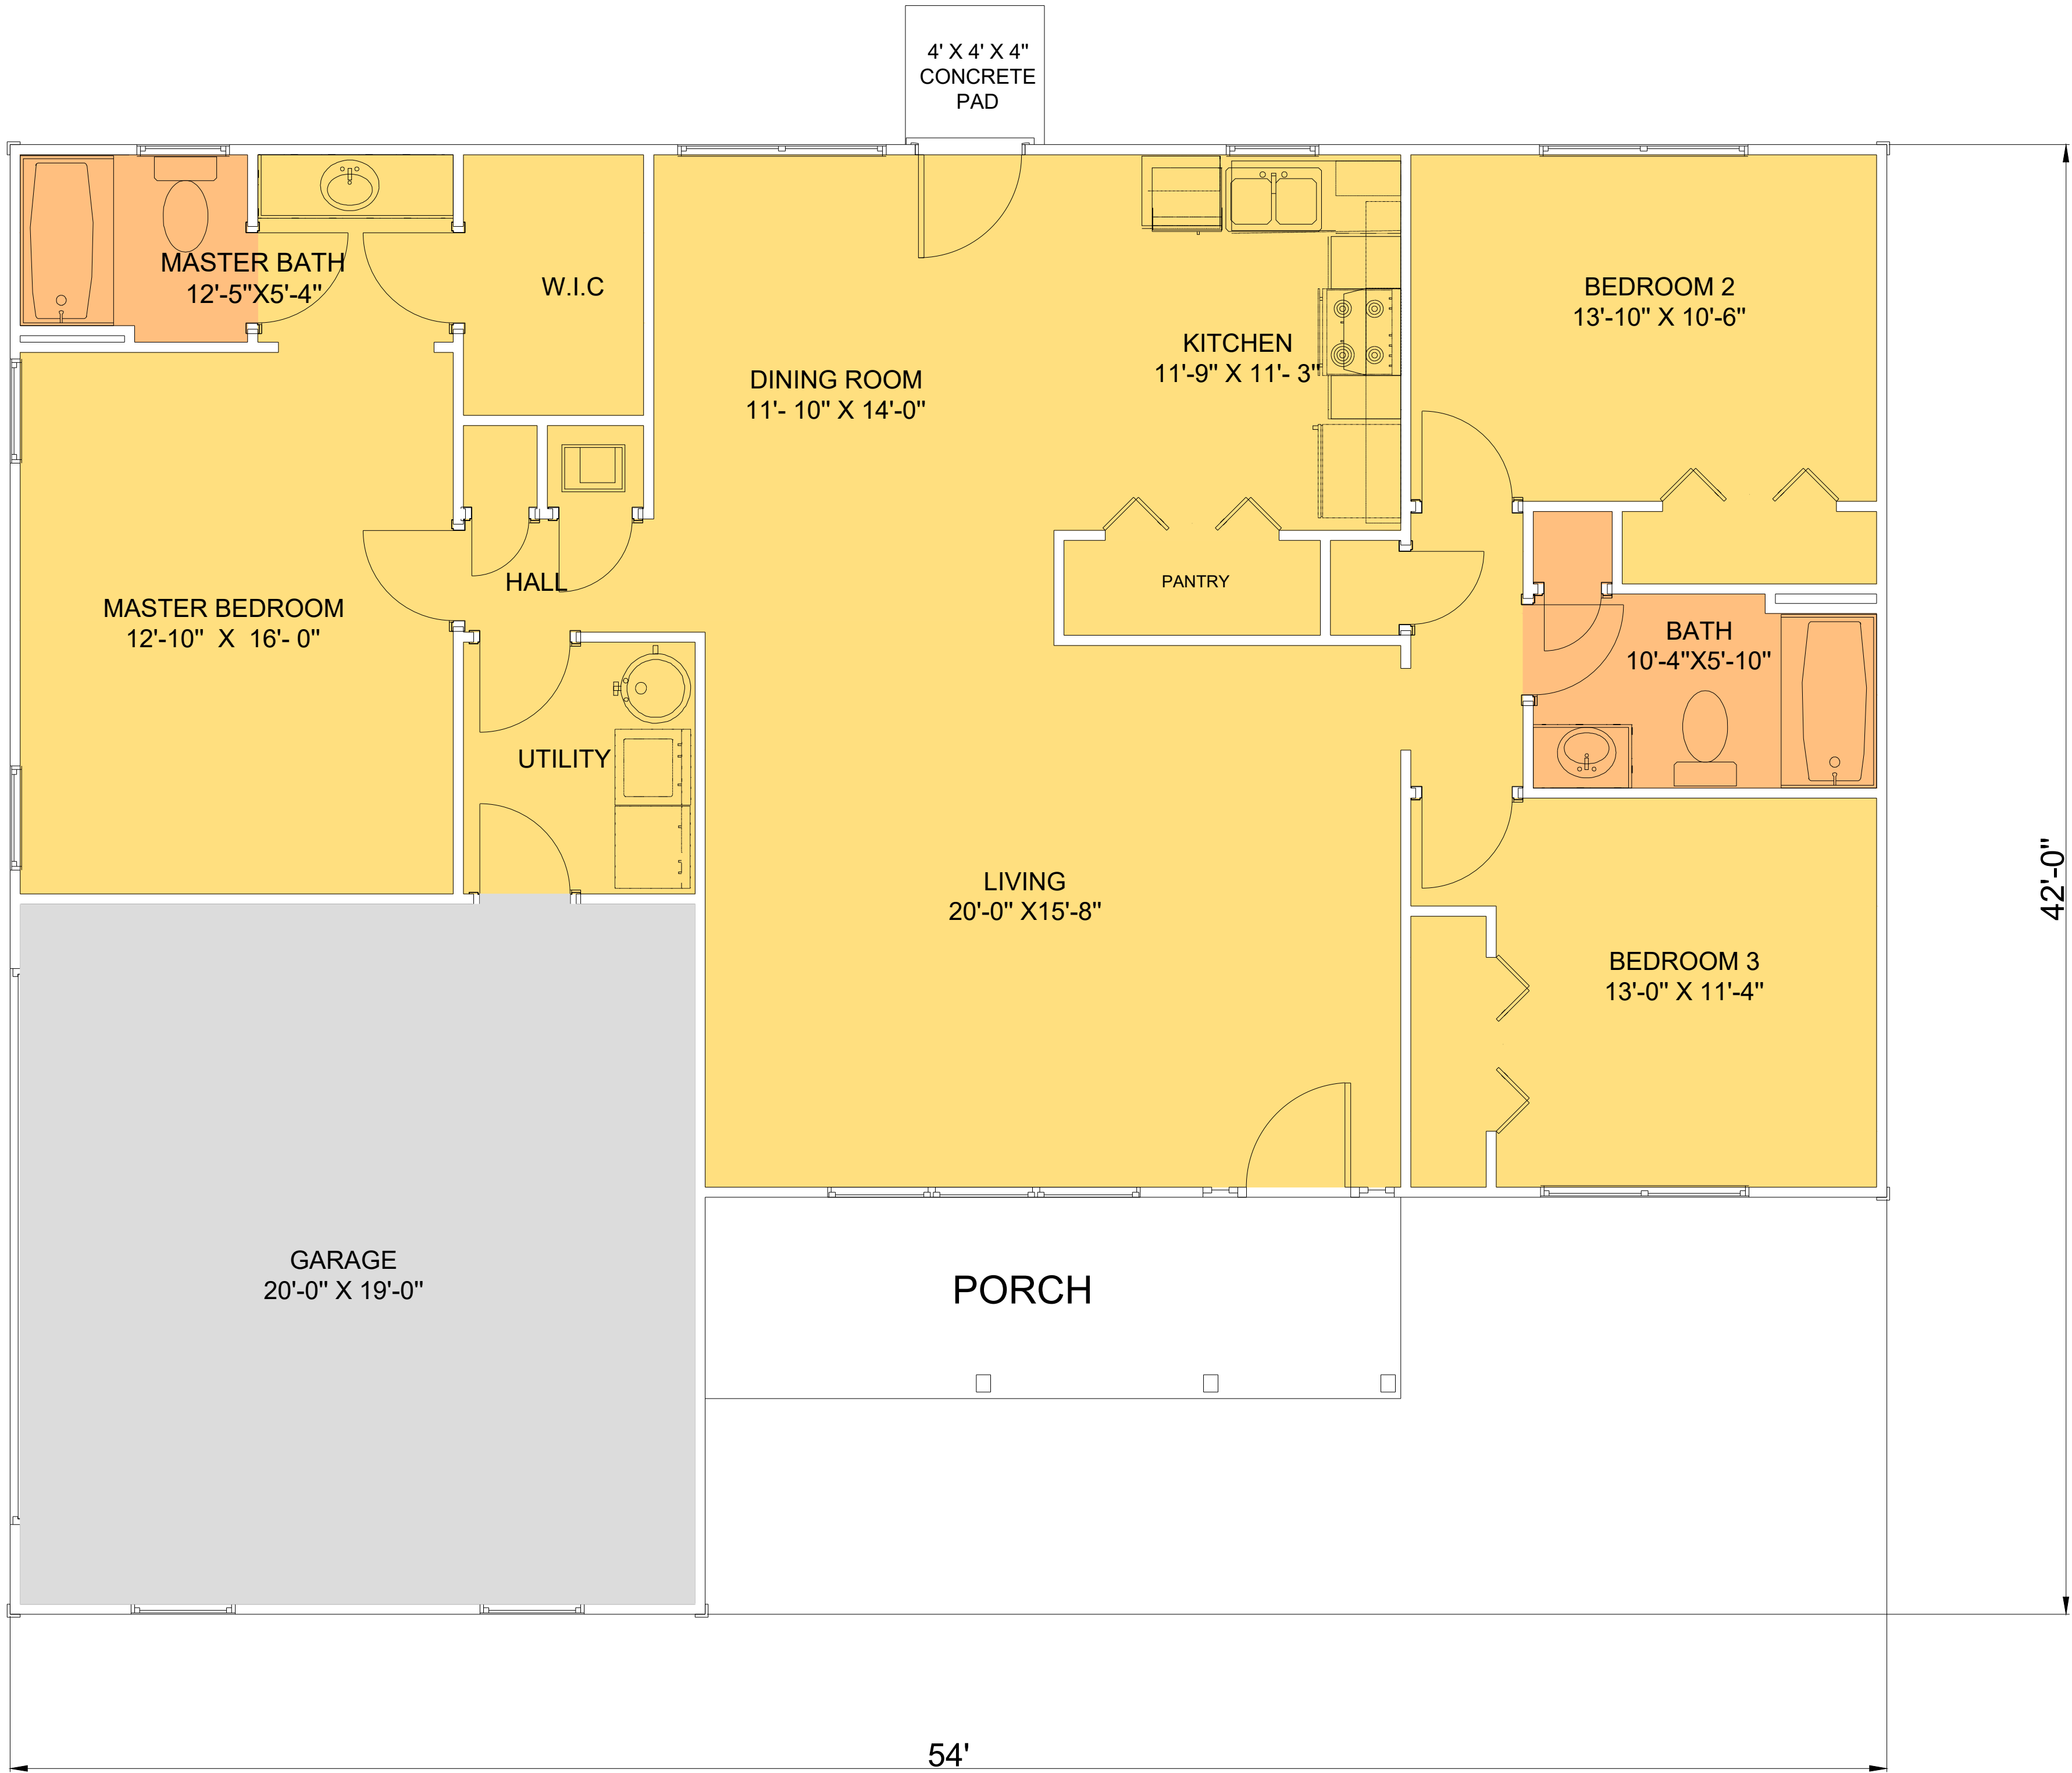 4' X 4' X 4"
CONCRETE
PAD
MASTER BATH
12'-5"X5'-4"
W.I.C
DINING ROOM
11'- 10" X 14'-0"
KITCHEN
11'-9" X 11'- 3"
BEDROOM 2
13'-10" X 10'-6"
HALL
PANTRY
MASTER BEDROOM
12'-10" X 16'- 0"
BATH
10'-4"X5'-10"
UTILITY
LIVING
20'-0" X15'-8"
42'-0"
BEDROOM 3
13'-0" X 11'-4"
GARAGE
20'-0" X 19'-0"
PORCH
54'